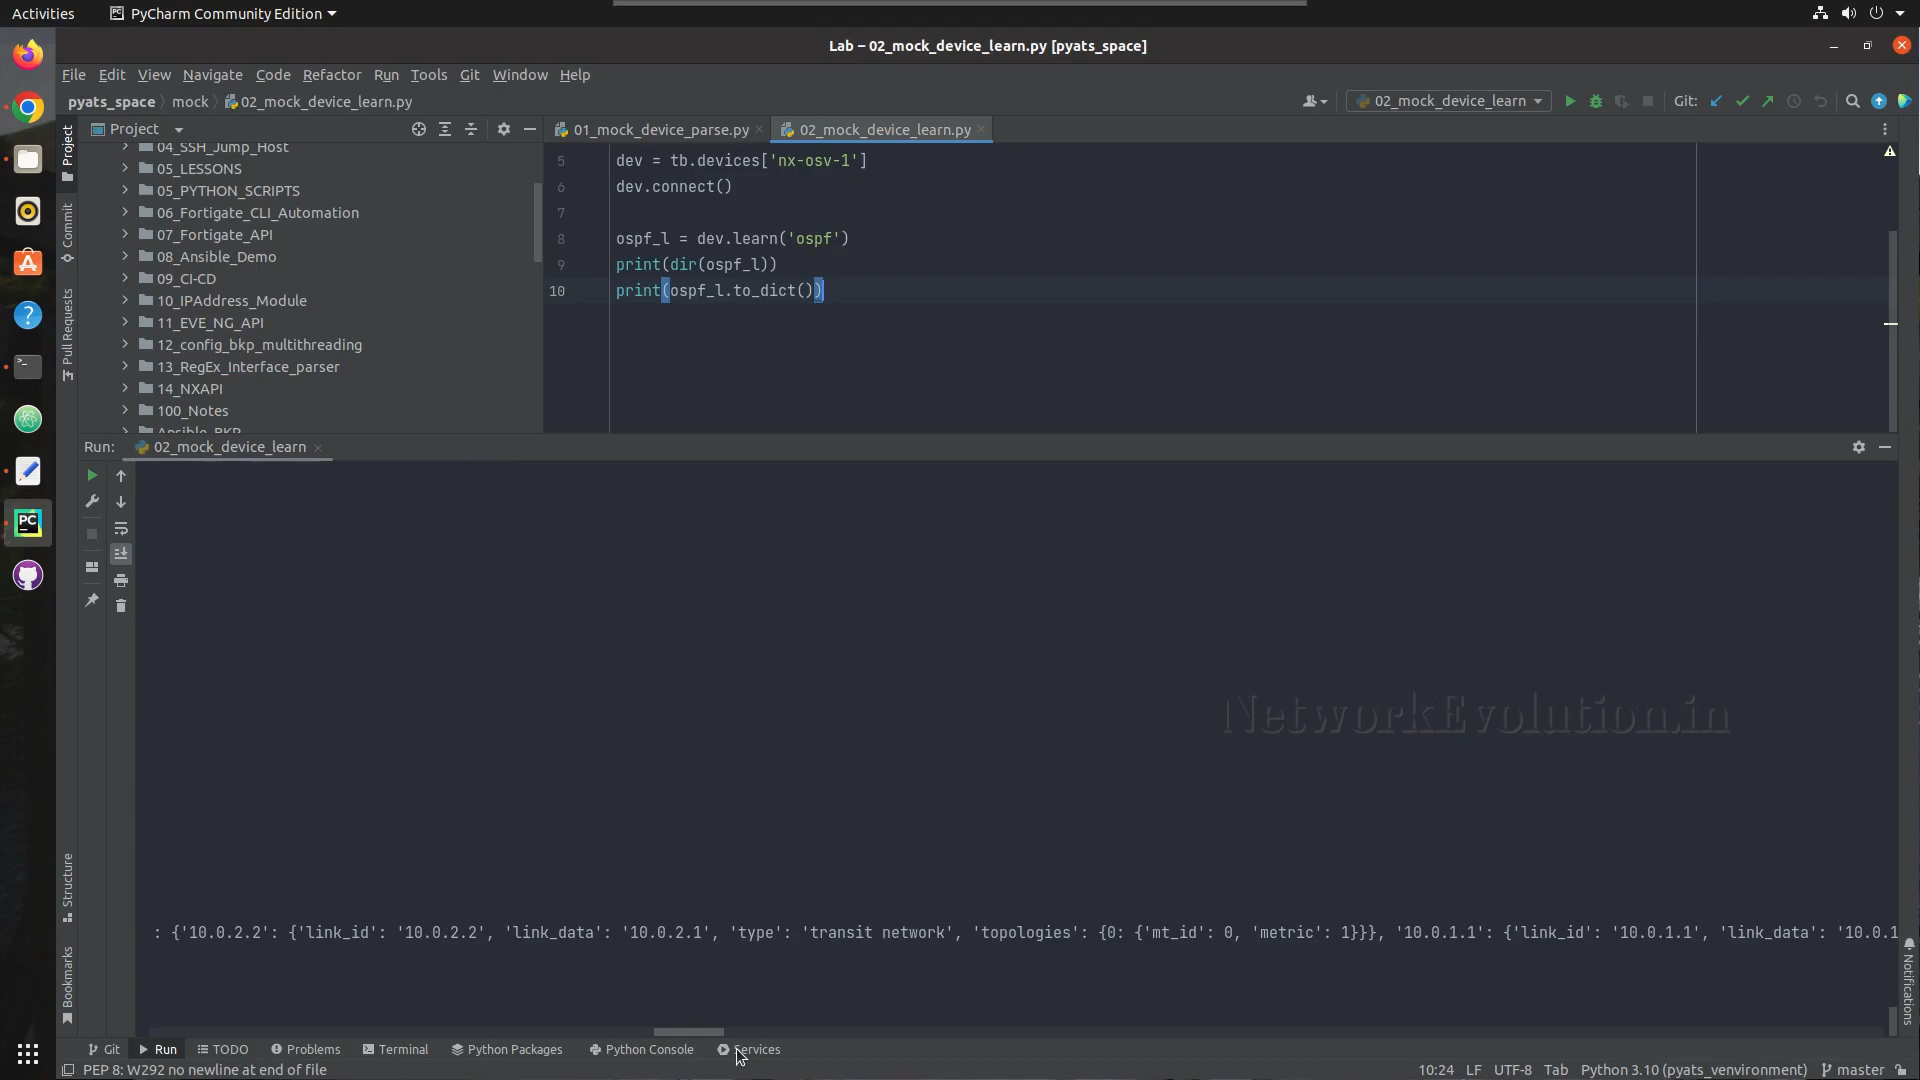 Activities
PyCharm Community Edition
Lab – 02_mock_device_learn.py [pyats_space]
File Edit View Navigate Code Refactor Run Tools Git Window Help
pyats_space mock 02_mock_device_learn.py
02_mock_device_learn
Git:
Project
Project
Commit
Pull Requests
04_SSH_Jump_Host
05_LESSONS
05_PYTHON_SCRIPTS
06_Fortigate_CLI_Automation
07_Fortigate_API
08_Ansible_Demo
09_CI-CD
10_IPAddress_Module
11_EVE_NG_API
12_config_bkp_multithreading
13_RegEx_Interface_parser
14_NXAPI
100_Notes
Ansible_BKP
01_mock_device_parse.py
02_mock_device_learn.py
5 dev = tb.devices['nx-osv-1']
6 dev.connect()
7
8 ospf_l = dev.learn('ospf')
9 print(dir(ospf_l))
10 print(ospf_l.to_dict())
Run: 02_mock_device_learn
NetworkEvolution.in
: {'10.0.2.2': {'link_id': '10.0.2.2', 'link_data': '10.0.2.1', 'type': 'transit network', 'topologies': {0: {'mt_id': 0, 'metric': 1}}}, '10.0.1.1': {'link_id': '10.0.1.1', 'link_data': '10.0.1
Structure
Bookmarks
Notifications
Git Run TODO Problems Terminal Python Packages Python Console Services
PEP 8: W292 no newline at end of file
10:24 LF UTF-8 Tab Python 3.10 (pyats_venvironment) master